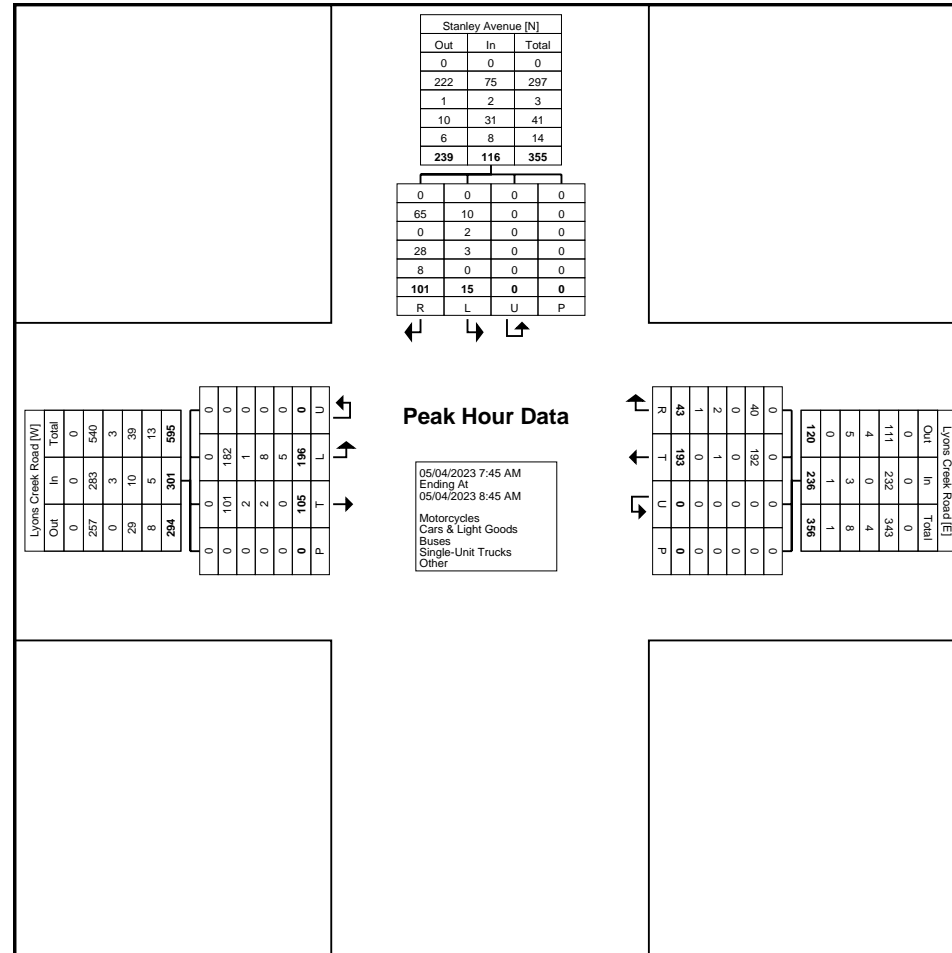 Stanley Avenue [N]
Out In Total
0 0 0
222 75 297
1 2 3
10 31 41
6 8 14
239 116 355
0 0 0 0
65 10 0 0
0 2 0 0
28 3 0 0
8 0 0 0
101 15 0 0
R L U P
Lyons Creek Road [W]
Total 0 540 3 39 13 595
In 0 283 3 10 5 301
Out 0 257 0 29 8 294
0 0 0 0 0 0 U
0 182 1 8 5 196 L
0 101 2 2 0 105 T
0 0 0 0 0 0 P
Peak Hour Data
05/04/2023 7:45 AM
Ending At
05/04/2023 8:45 AM
Motorcycles
Cars & Light Goods
Buses
Single-Unit Trucks
Other
R 43 1 2 0 40 0
T 193 0 1 0 192 0
U 0 0 0 0 0 0
P 0 0 0 0 0 0
Lyons Creek Road [E]
Out 0 111 4 5 0 120
In 0 232 0 3 1 236
Total 0 343 4 8 1 356